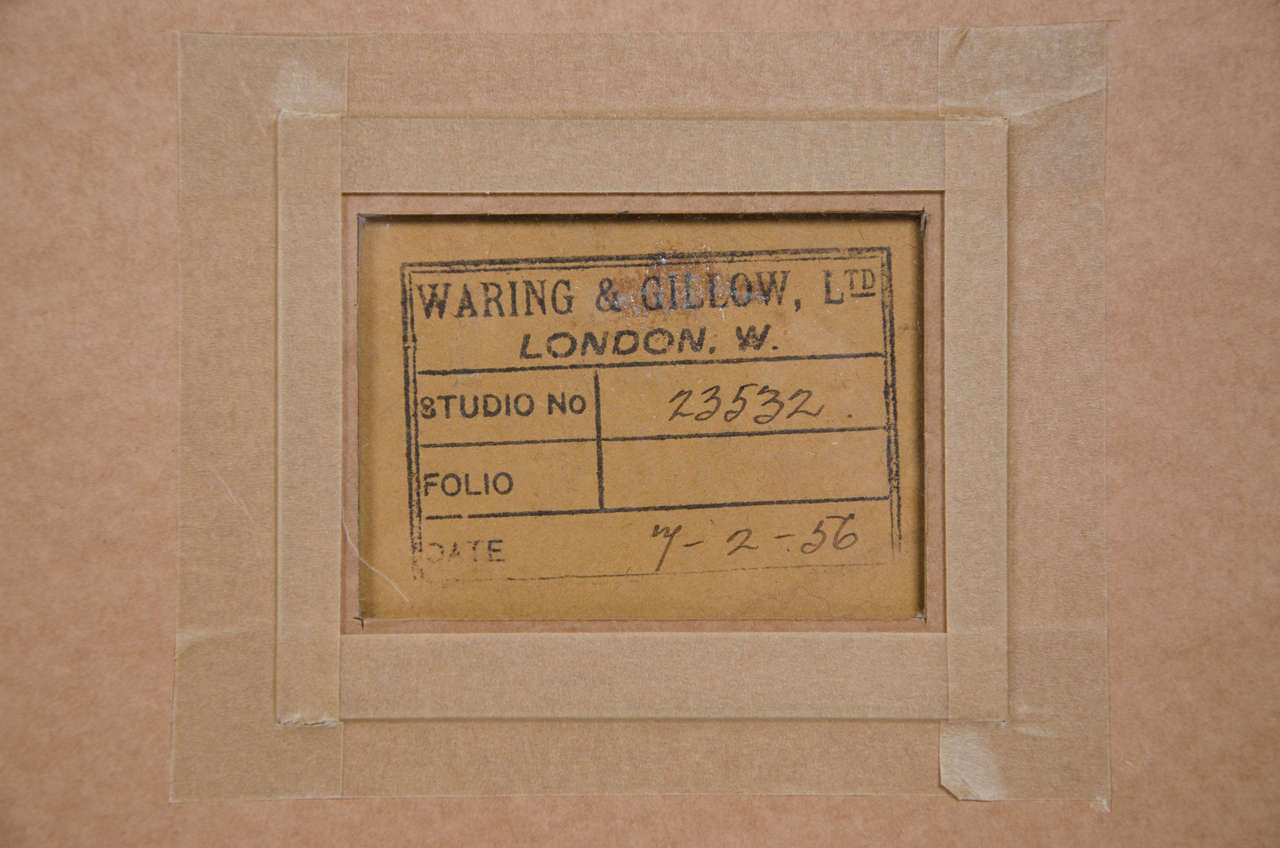 WARING & GILLOW, LTD
LONDON. W.
STUDIO NO 23532.
FOLIO
DATE 7-2-56